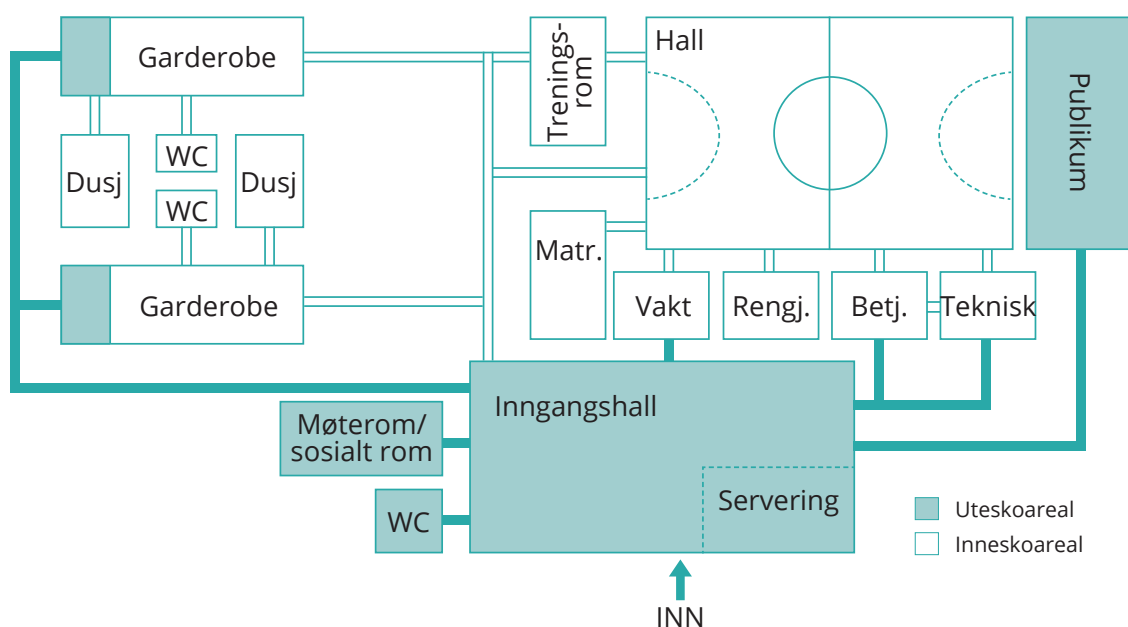 Garderobe
Trenings-
rom
Hall
Publikum
WC
Dusj
WC
Dusj
Matr.
Garderobe
Vakt
Rengj.
Betj.
Teknisk
Inngangshall
Møterom/
sosialt rom
Servering
WC
Uteskoareal
Inneskoareal
INN